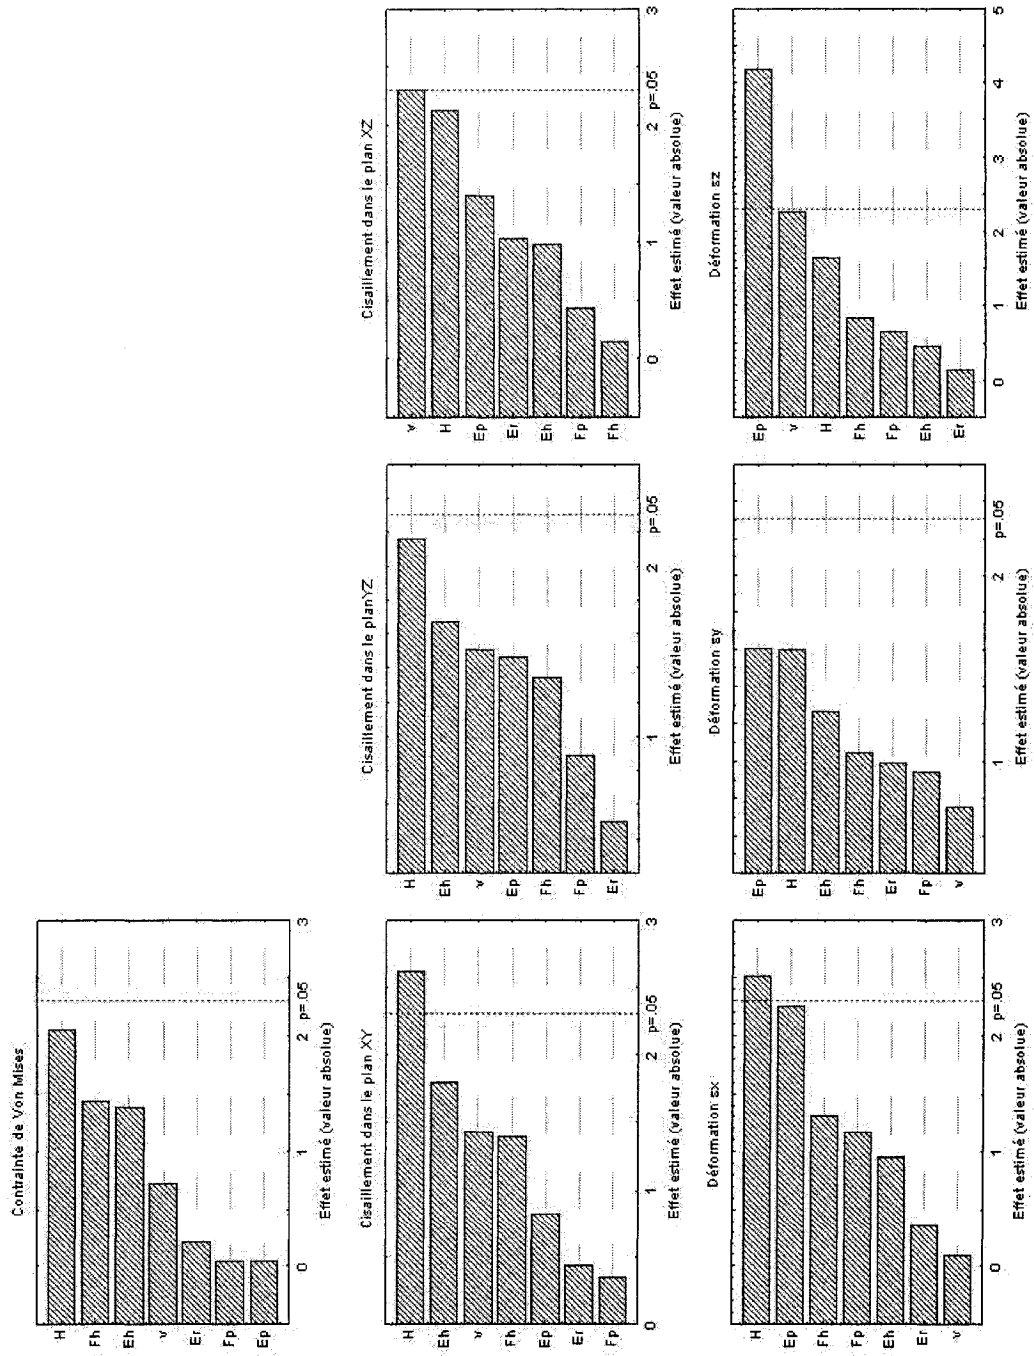 Contrainte de Von Mises
H
Fh
Eh
v
Er
Fp
Ep
0
1
2
p=.05
3
Effet estimé (valeur absolue)
Cisaillement dans le plan XY
H
Eh
v
Fh
Ep
Er
Fp
0
1
2
p=.05
3
Effet estimé (valeur absolue)
Cisaillement dans le planYZ
H
Eh
v
Ep
Fh
Fp
Er
1
2
p=.05
Effet estimé (valeur absolue)
Cisaillement dans le plan XZ
v
H
Ep
Er
Eh
Fp
Fh
0
1
2
p=.05
3
Effet estimé (valeur absolue)
Déformation sx
H
Ep
Fh
Fp
Eh
Er
v
0
1
2
p=.05
3
Effet estimé (valeur absolue)
Déformation sy
Ep
H
Eh
Fh
Er
Fp
v
1
2
p=.05
Effet estimé (valeur absolue)
Déformation sz
Ep
v
H
Fh
Fp
Eh
Er
0
1
2
3
4
5
Effet estimé (valeur absolue)